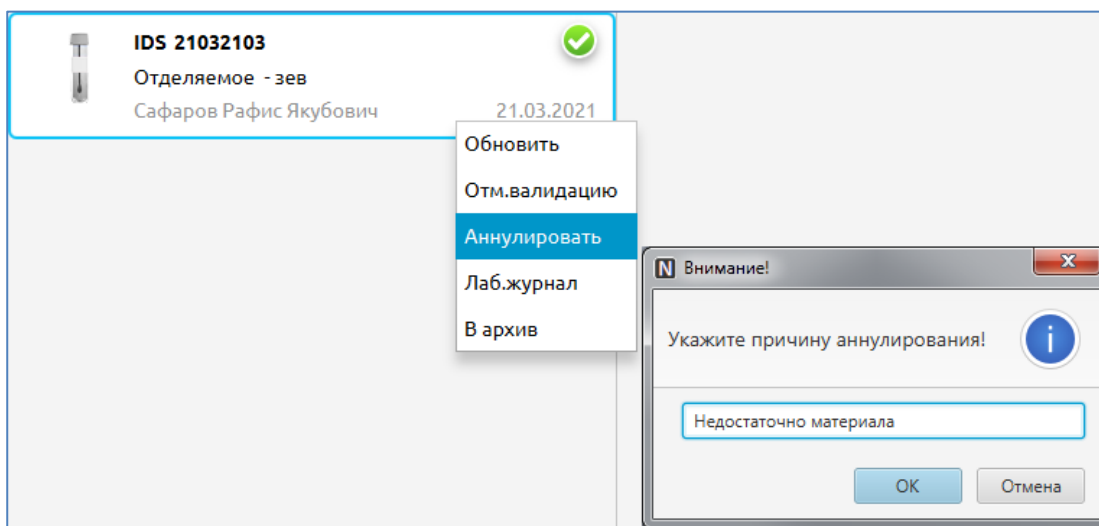 IDS 21032103
Отделяемое - зев
Сафаров Рафис Якубович 21.03.2021
Обновить
Отм.валидацию
Аннулировать
Лаб.журнал
В архив
N Внимание!
Укажите причину аннулирования!
Недостаточно материала
ОК Отмена